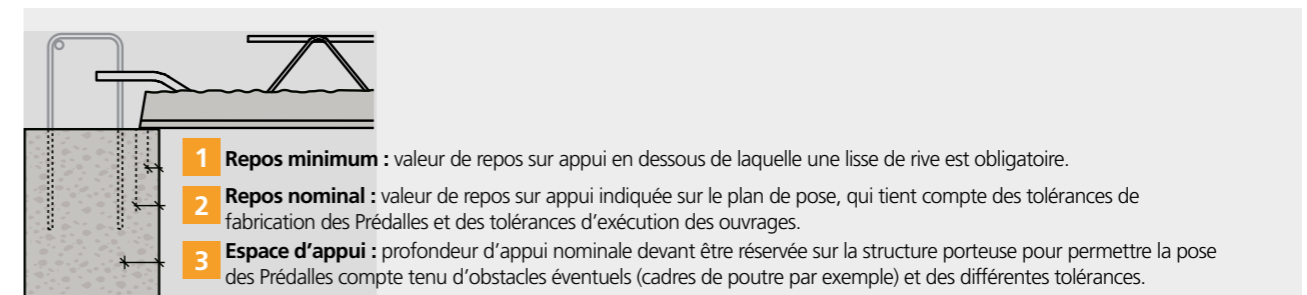 1 Repos minimum : valeur de repos sur appui en dessous de laquelle une lisse de rive est obligatoire.
2 Repos nominal : valeur de repos sur appui indiquée sur le plan de pose, qui tient compte des tolérances de
fabrication des Prédalles et des tolérances d’exécution des ouvrages.
3 Espace d’appui : profondeur d’appui nominale devant être réservée sur la structure porteuse pour permettre la pose
des Prédalles compte tenu d’obstacles éventuels (cadres de poutre par exemple) et des différentes tolérances.